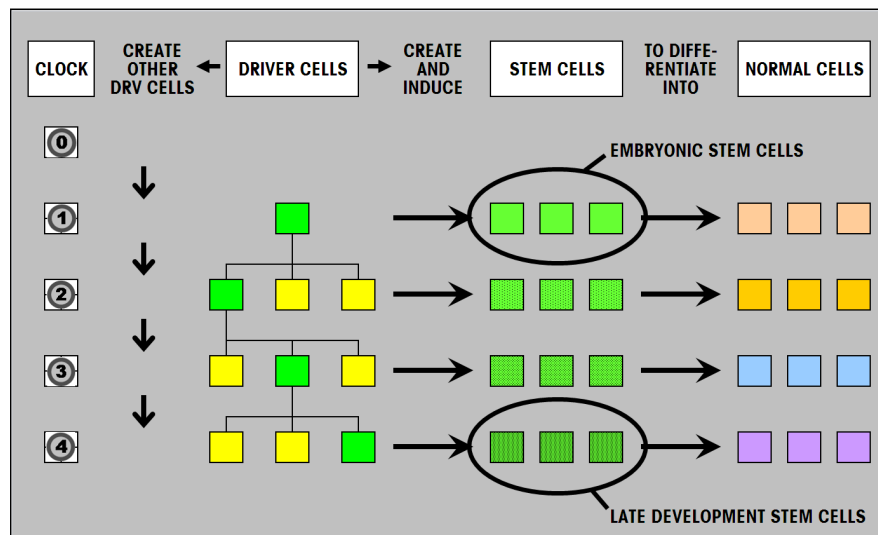 CLOCK
CREATE
OTHER
DRV CELLS
DRIVER CELLS
CREATE
AND
INDUCE
STEM CELLS
TO DIFFE-
RENTIATE
INTO
NORMAL CELLS
0
EMBRYONIC STEM CELLS
1
2
3
4
LATE DEVELOPMENT STEM CELLS